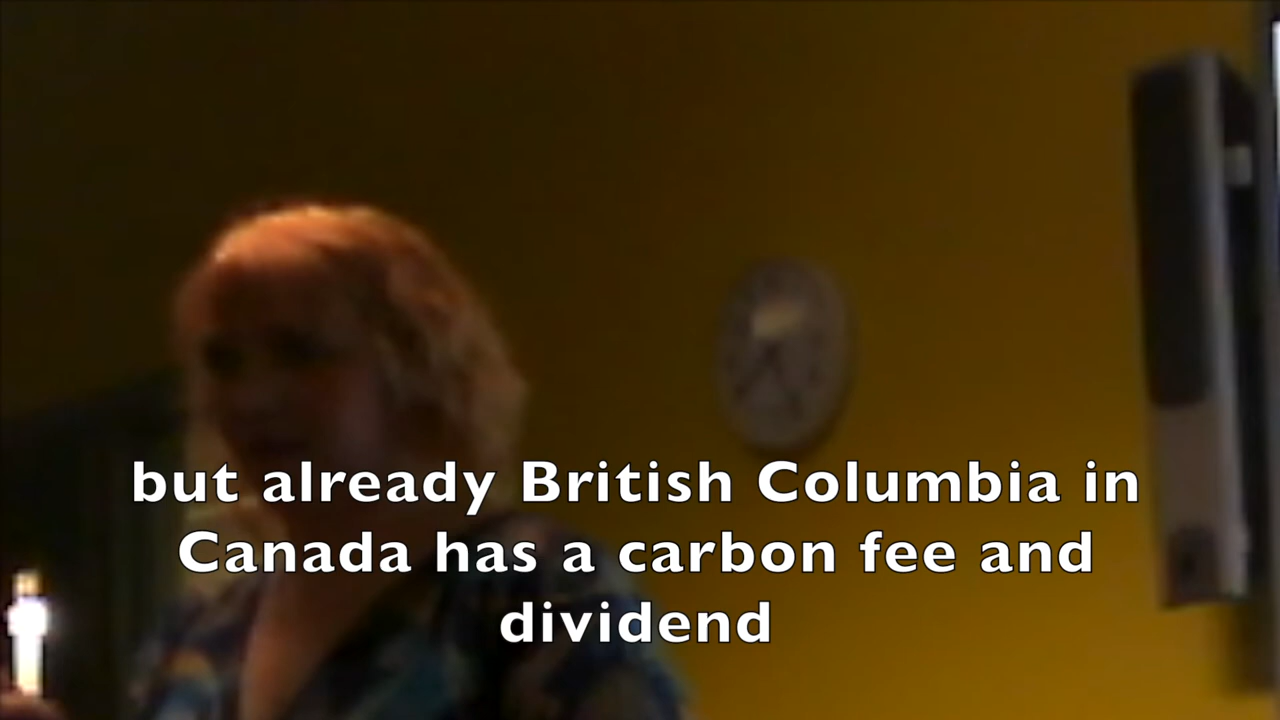 but already British Columbia in
Canada has a carbon fee and
dividend